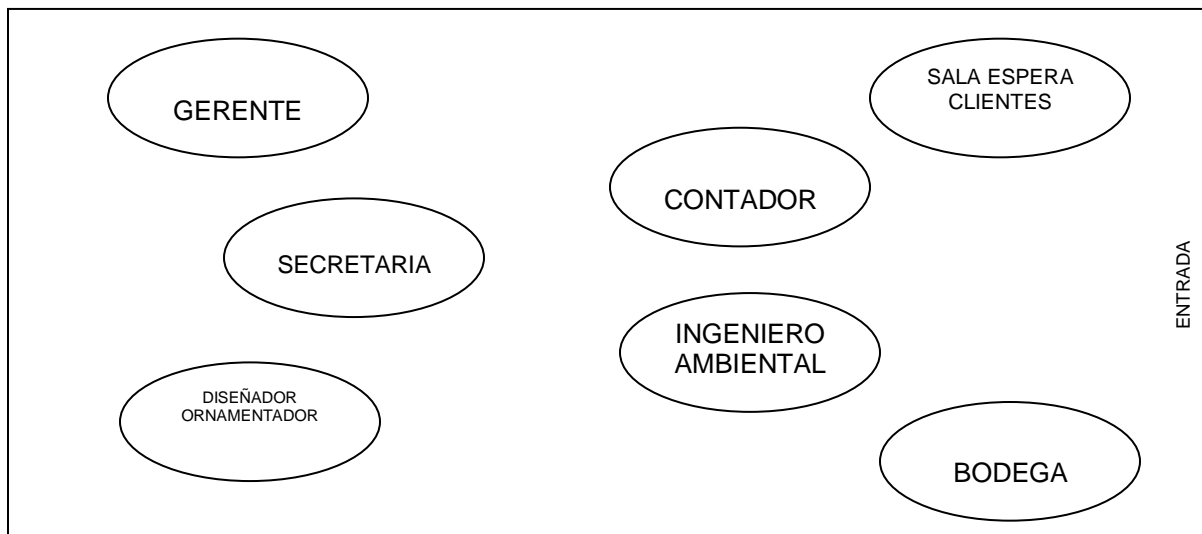 GERENTE
SALA ESPERA
CLIENTES
CONTADOR
SECRETARIA
ENTRADA
INGENIERO
AMBIENTAL
DISEÑADOR
ORNAMENTADOR
BODEGA